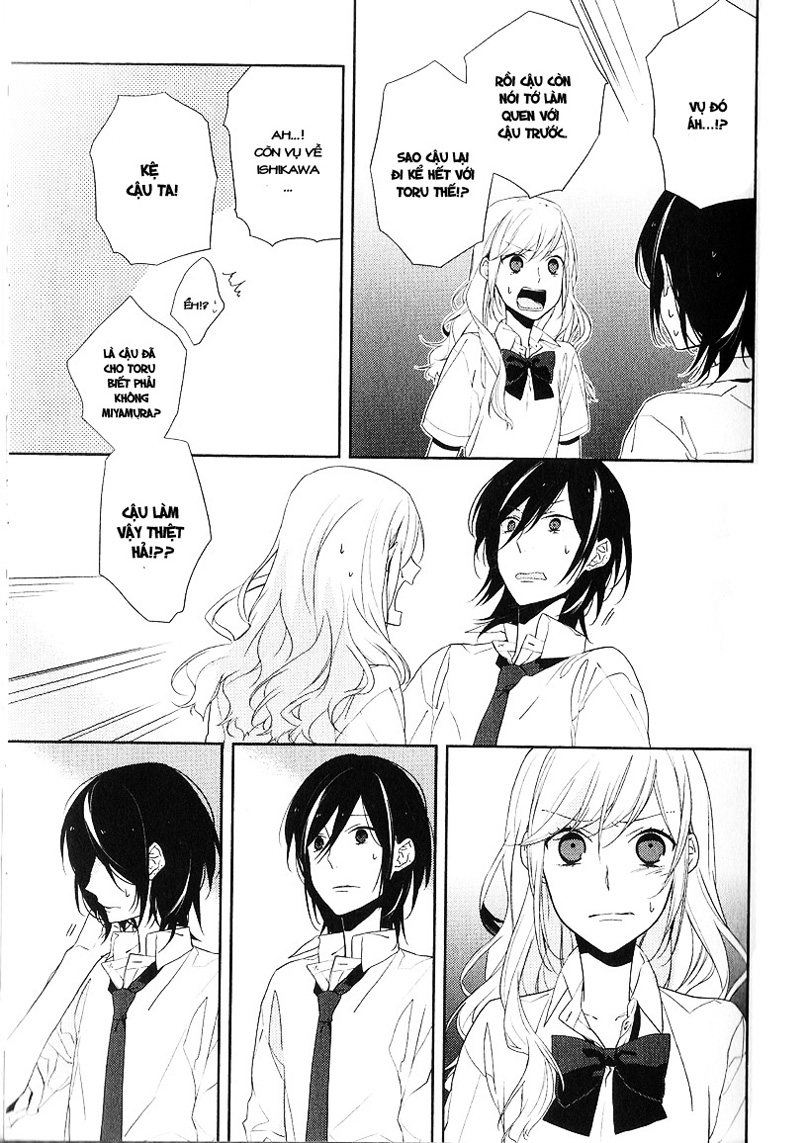 VỤ ĐÓ
ÁH...!?
RỒI CẬU CÒN
NÓI TỚ LÀM
QUEN VỚI
CẬU TRƯỚC.
SAO CẬU LẠI
ĐI KỂ HẾT VỚI
TORU THẾ!?
AH...!
CÒN VỤ VỀ
ISHIKAWA
...
KỆ
CẬU TA!
ỂH!?
LÀ CẬU ĐÃ
CHO TORU
BIẾT PHẢI
KHÔNG
MIYAMURA?
CẬU LÀM
VẬY THIỆT
HẢ!??